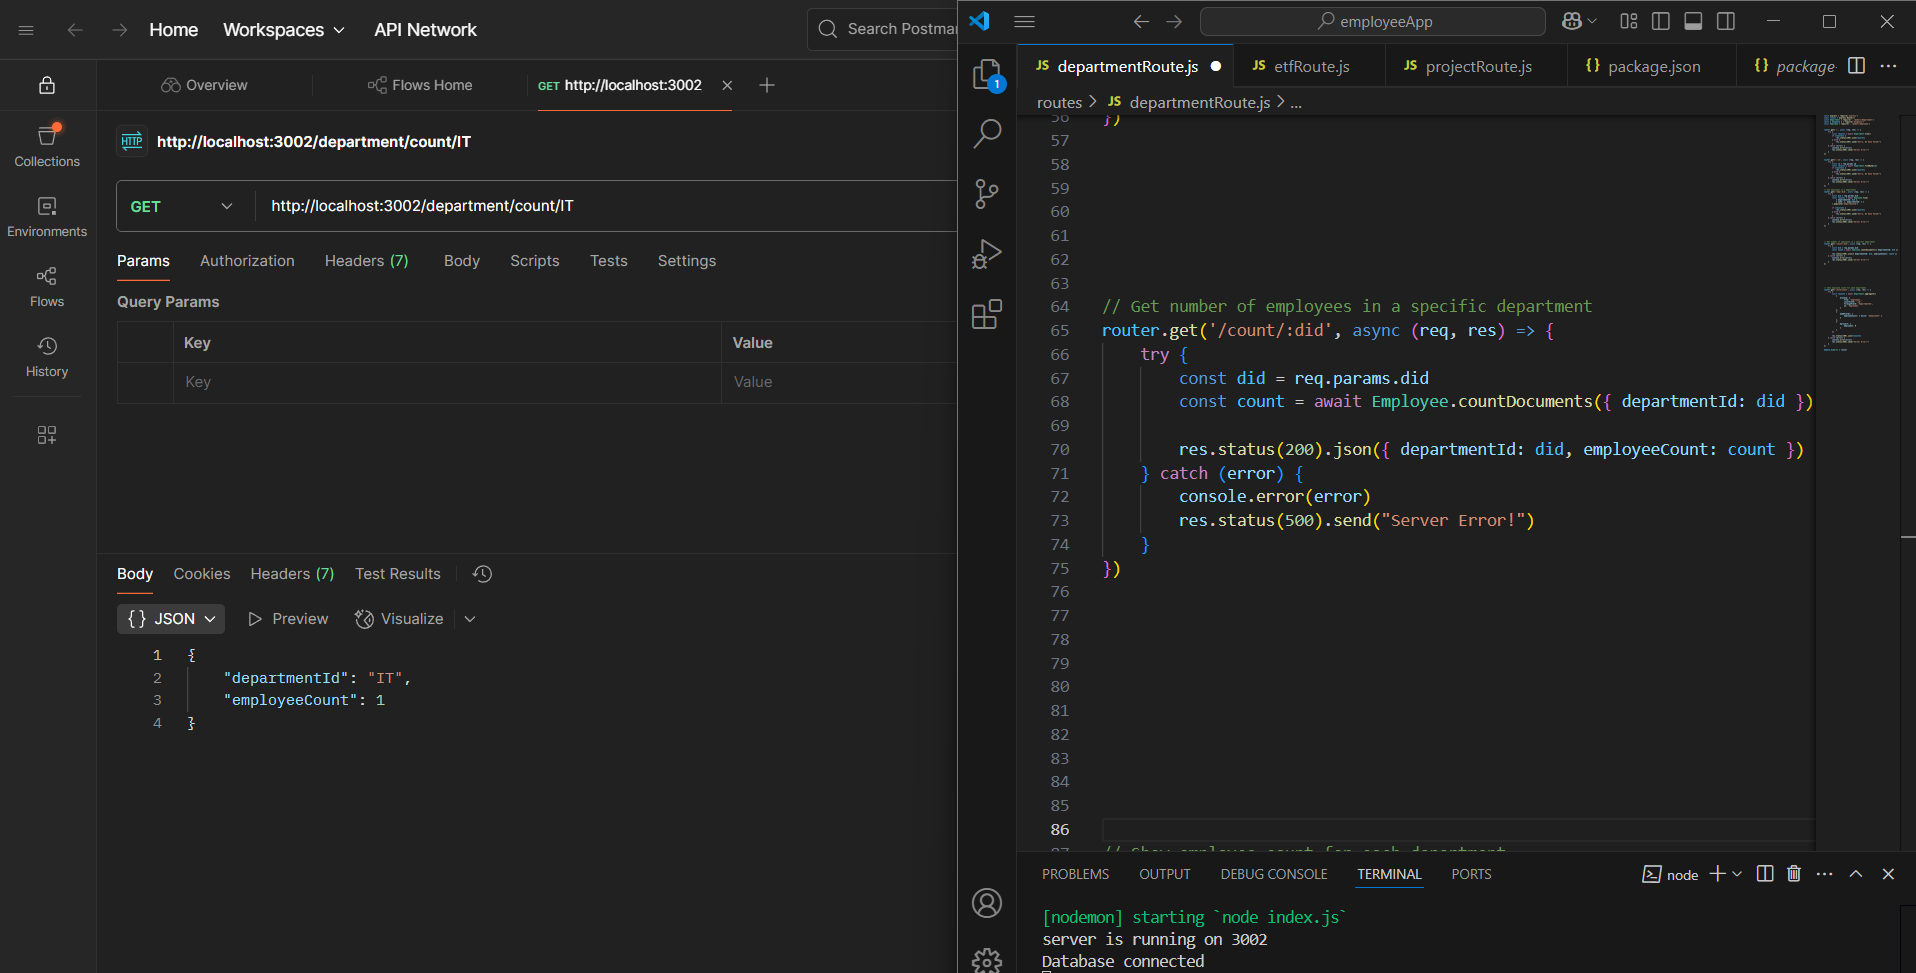 Home
Workspaces
API Network
Search Postma
employeeApp
Overview
Flows Home
GET http://localhost:3002
JS departmentRoute.js
JS etfRoute.js
JS projectRoute.js
{} package.json
{} package
1
routes > JS departmentRoute.js > ...
HTTP http://localhost:3002/department/count/IT
Collections
Environments
Flows
History
GET
http://localhost:3002/department/count/IT
Params
Authorization
Headers (7)
Body
Scripts
Tests
Settings
Query Params
Key
Value
Key
Value
Body
Cookies
Headers (7)
Test Results
{} JSON
Preview
Visualize
1 {
2 "departmentId": "IT",
3 "employeeCount": 1
4 }
56 })
57
58
59
60
61
62
63
64 // Get number of employees in a specific department
65 router.get('/count/:did', async (req, res) => {
66 try {
67 const did = req.params.did
68 const count = await Employee.countDocuments({ departmentId: did })
69
70 res.status(200).json({ departmentId: did, employeeCount: count })
71 } catch (error) {
72 console.error(error)
73 res.status(500).send("Server Error!")
74 }
75 })
76
77
78
79
80
81
82
83
84
85
86
87 // Show employee count for each department
PROBLEMS
OUTPUT
DEBUG CONSOLE
TERMINAL
PORTS
node
[nodemon] starting `node index.js`
server is running on 3002
Database connected